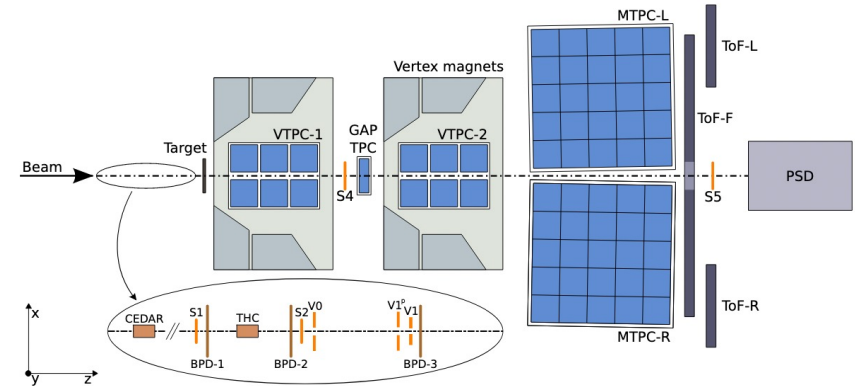 MTPC-L
ToF-L
Vertex magnets
ToF-F
GAP
TPC
VTPC-1
VTPC-2
Target
Beam
PSD
S4
S5
ToF-R
MTPC-R
x
y
z
CEDAR
S1
THC
S2
V0
V1ᵖ
V1
BPD-1
BPD-2
BPD-3